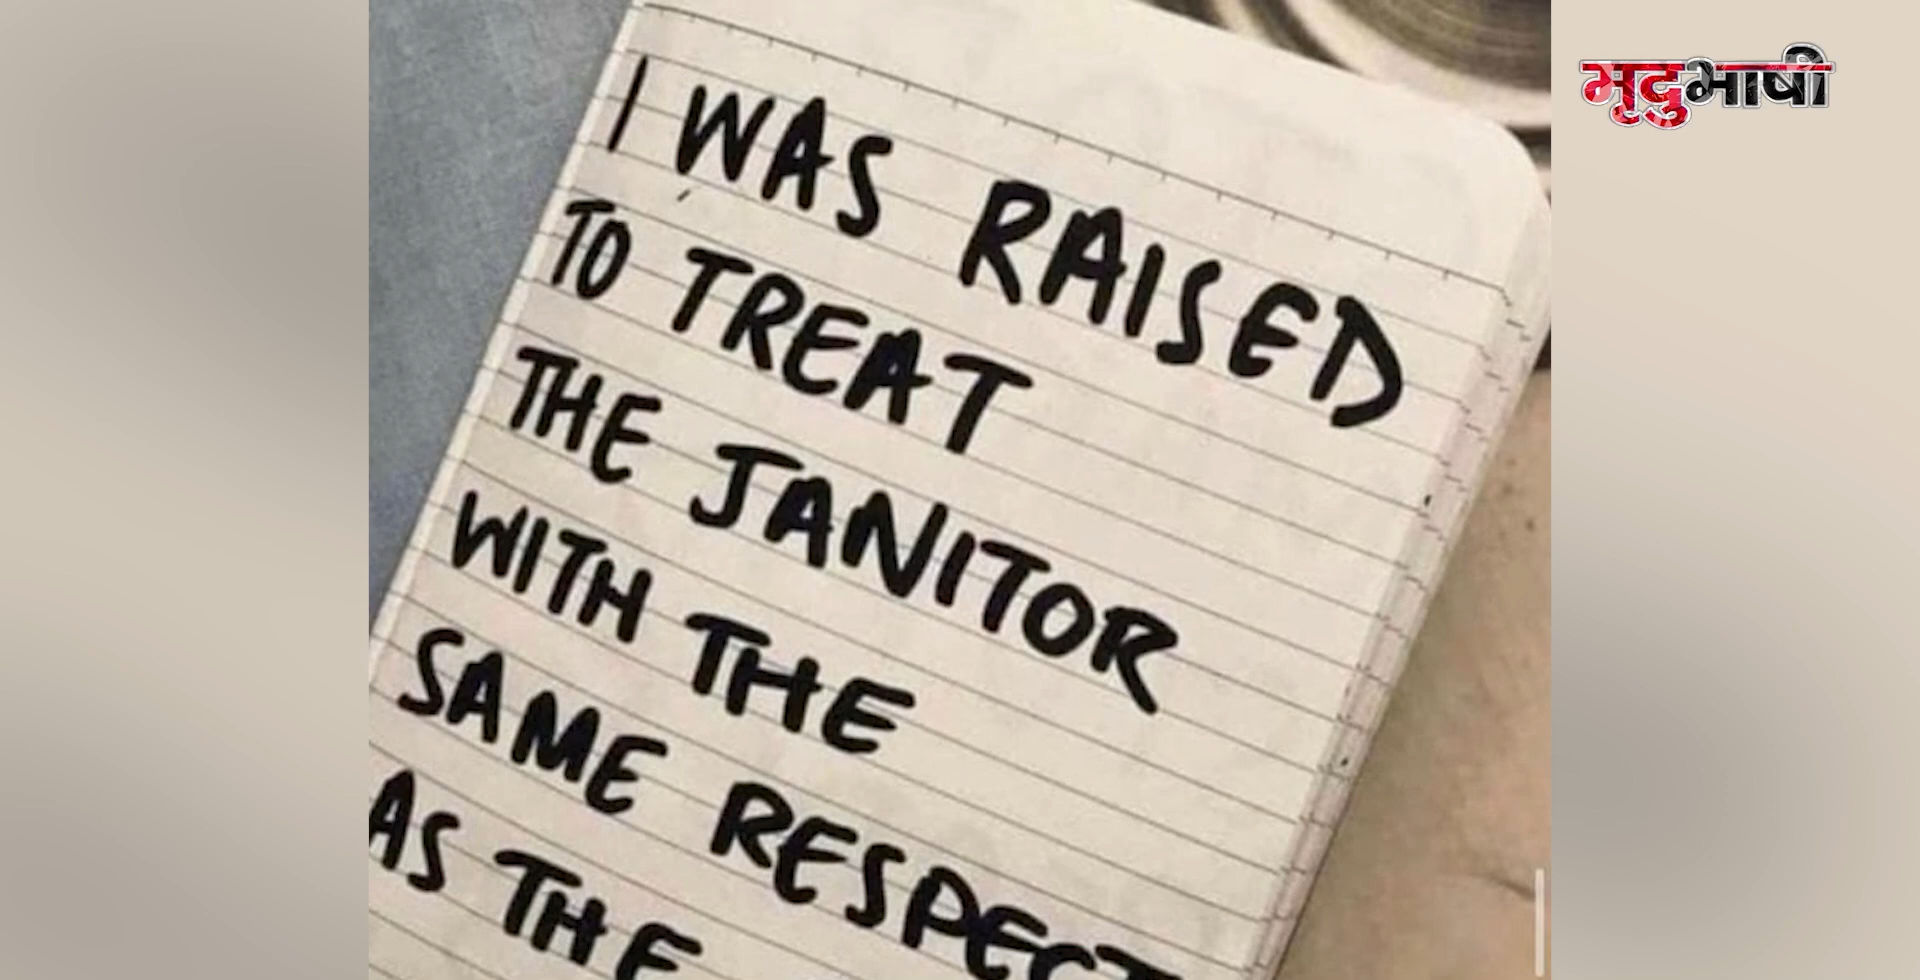 मृदुभाषी
I WAS RAISED
TO TREAT
THE JANITOR
WITH THE
SAME RESPECT
AS THE